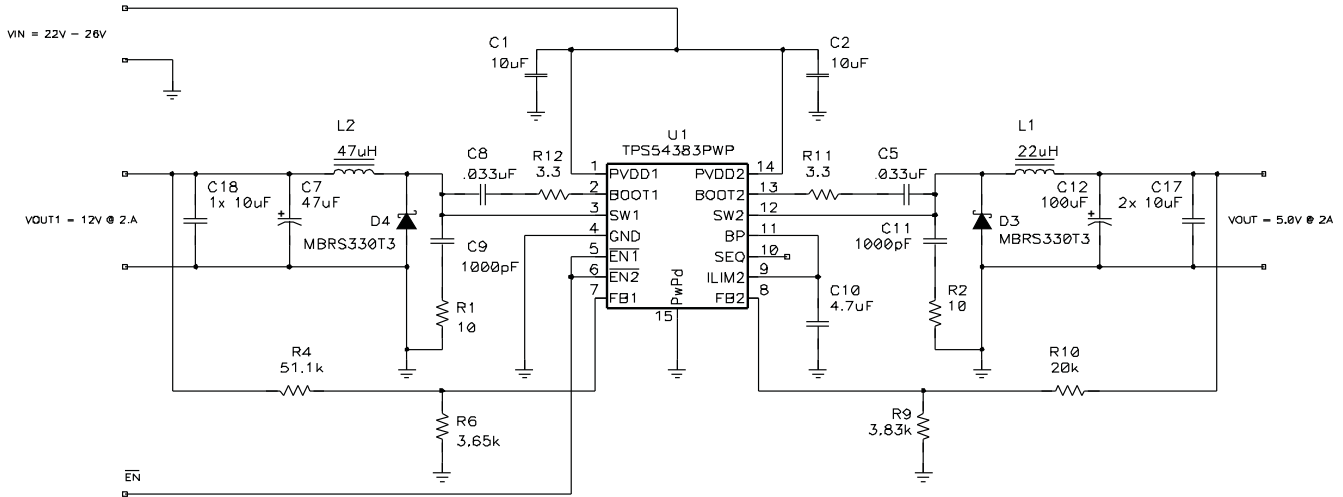 VIN = 22V - 26V
C1
10uF
C2
10uF
U1
TPS54383PWP
L2
47uH
L1
22uH
C8
.033uF
R12
3.3
R11
3.3
C5
.033uF
1
PVDD1
PVDD2
14
2
BOOT1
BOOT2
13
3
SW1
SW2
12
4
GND
BP
11
5
EN1
SEQ
10
6
EN2
ILIM2
9
7
FB1
FB2
8
PwPd
15
C18
1x 10uF
C7
47uF
+
VOUT1 = 12V @ 2.A
D4
MBRS330T3
C9
1000pF
R1
10
C11
1000pF
R2
10
D3
MBRS330T3
C12
100uF
+
C17
2x 10uF
VOUT = 5.0V @ 2A
C10
4.7uF
R4
51.1k
R10
20k
R6
3.65k
R9
3.83k
EN